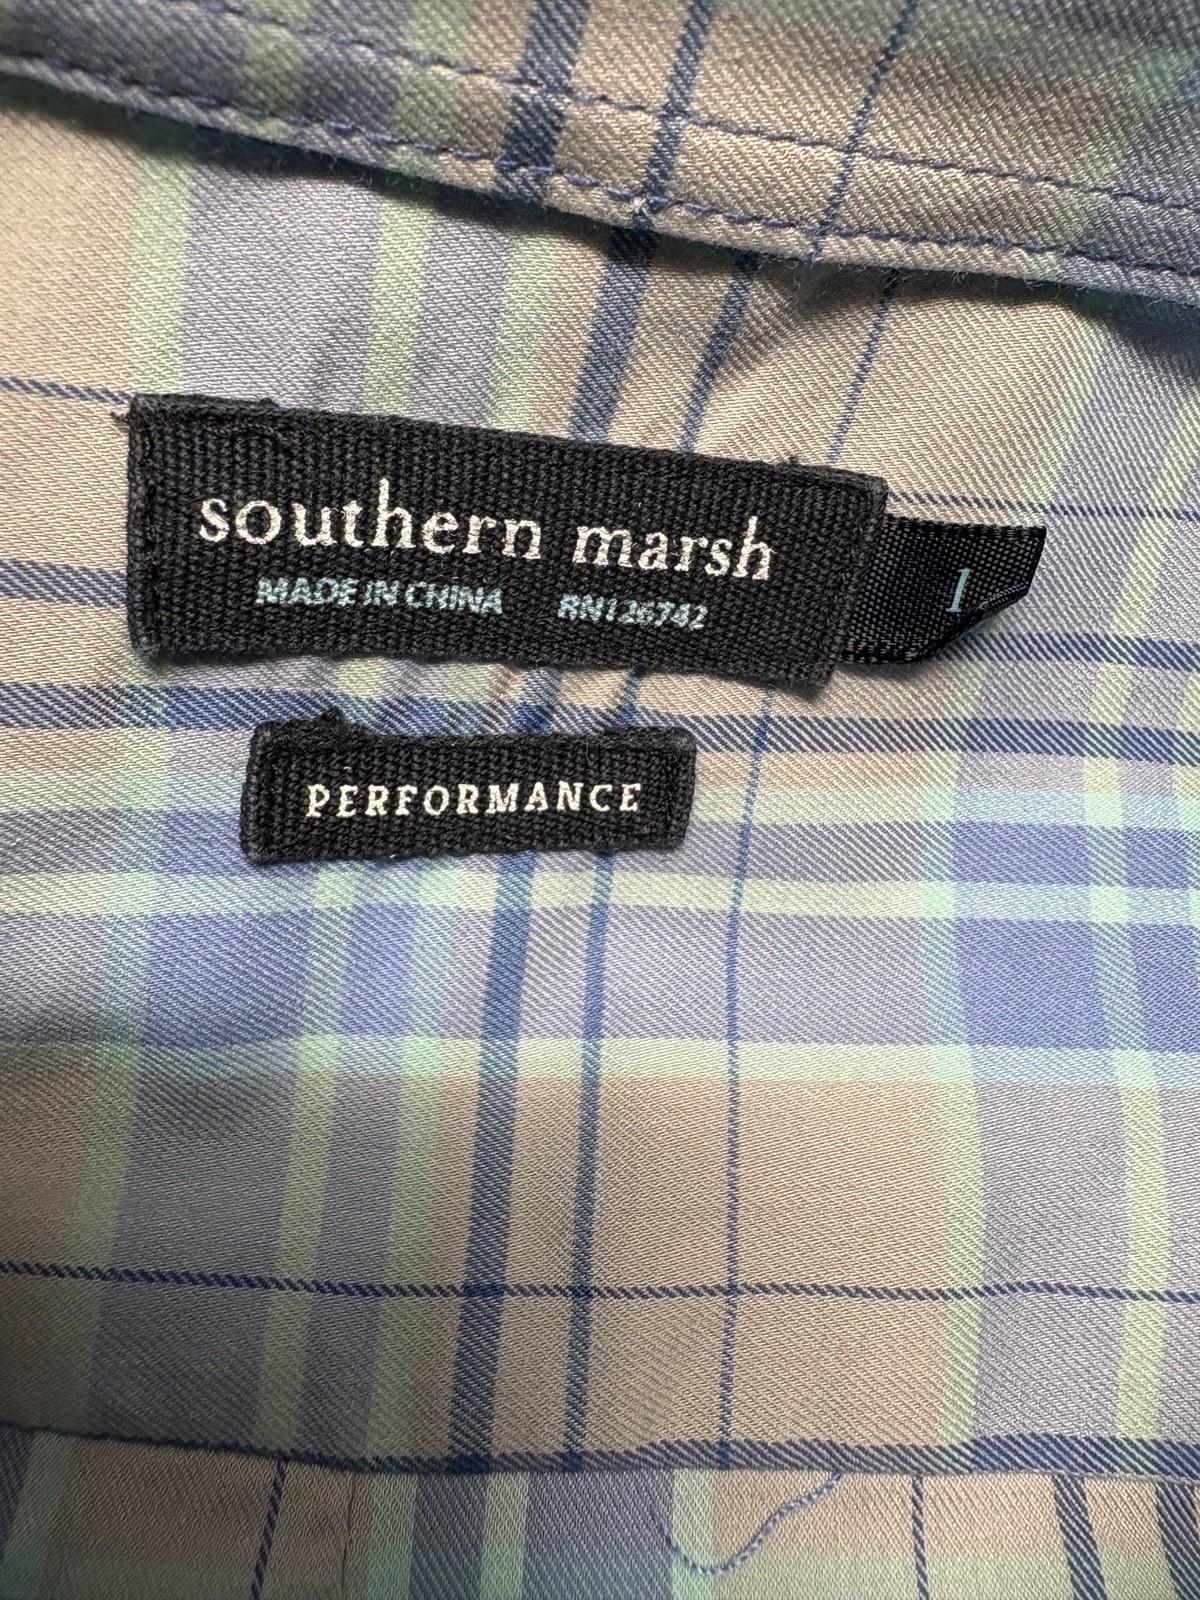 southern marsh
MADE IN CHINA RN126742
PERFORMANCE